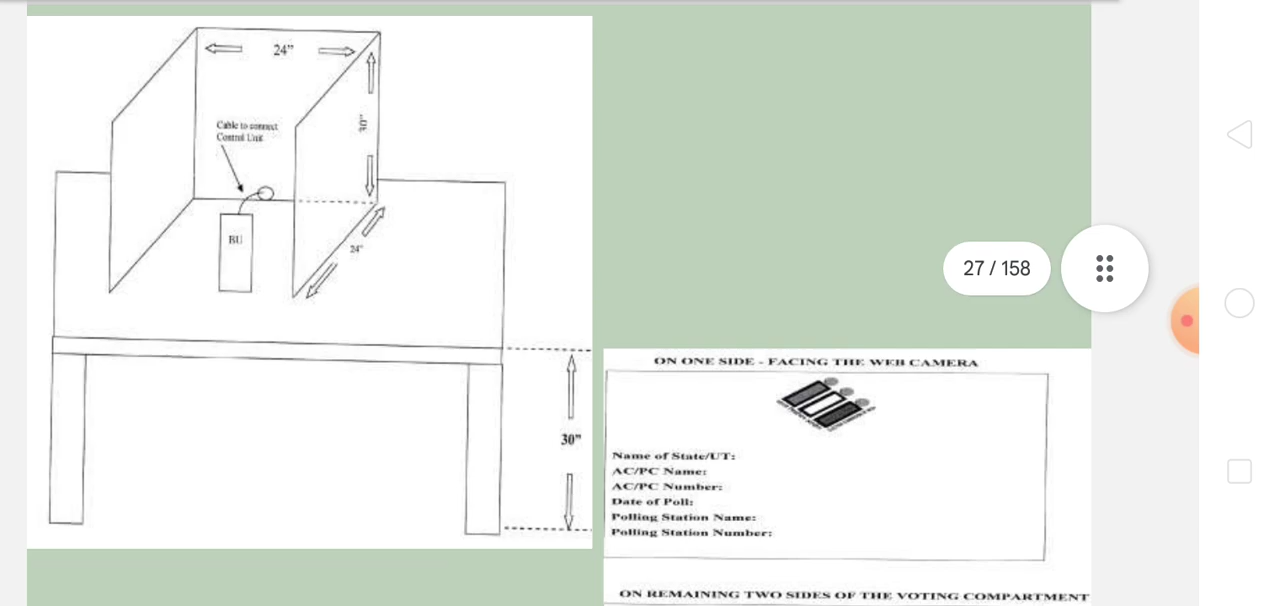 24"
Cable to connect
Control Unit
30"
BU
24"
30"
27 / 158
ON ONE SIDE - FACING THE WEB CAMERA
Name of State/UT:
AC/PC Name:
AC/PC Number:
Date of Poll:
Polling Station Name:
Polling Station Number:
ON REMAINING TWO SIDES OF THE VOTING COMPARTMENT